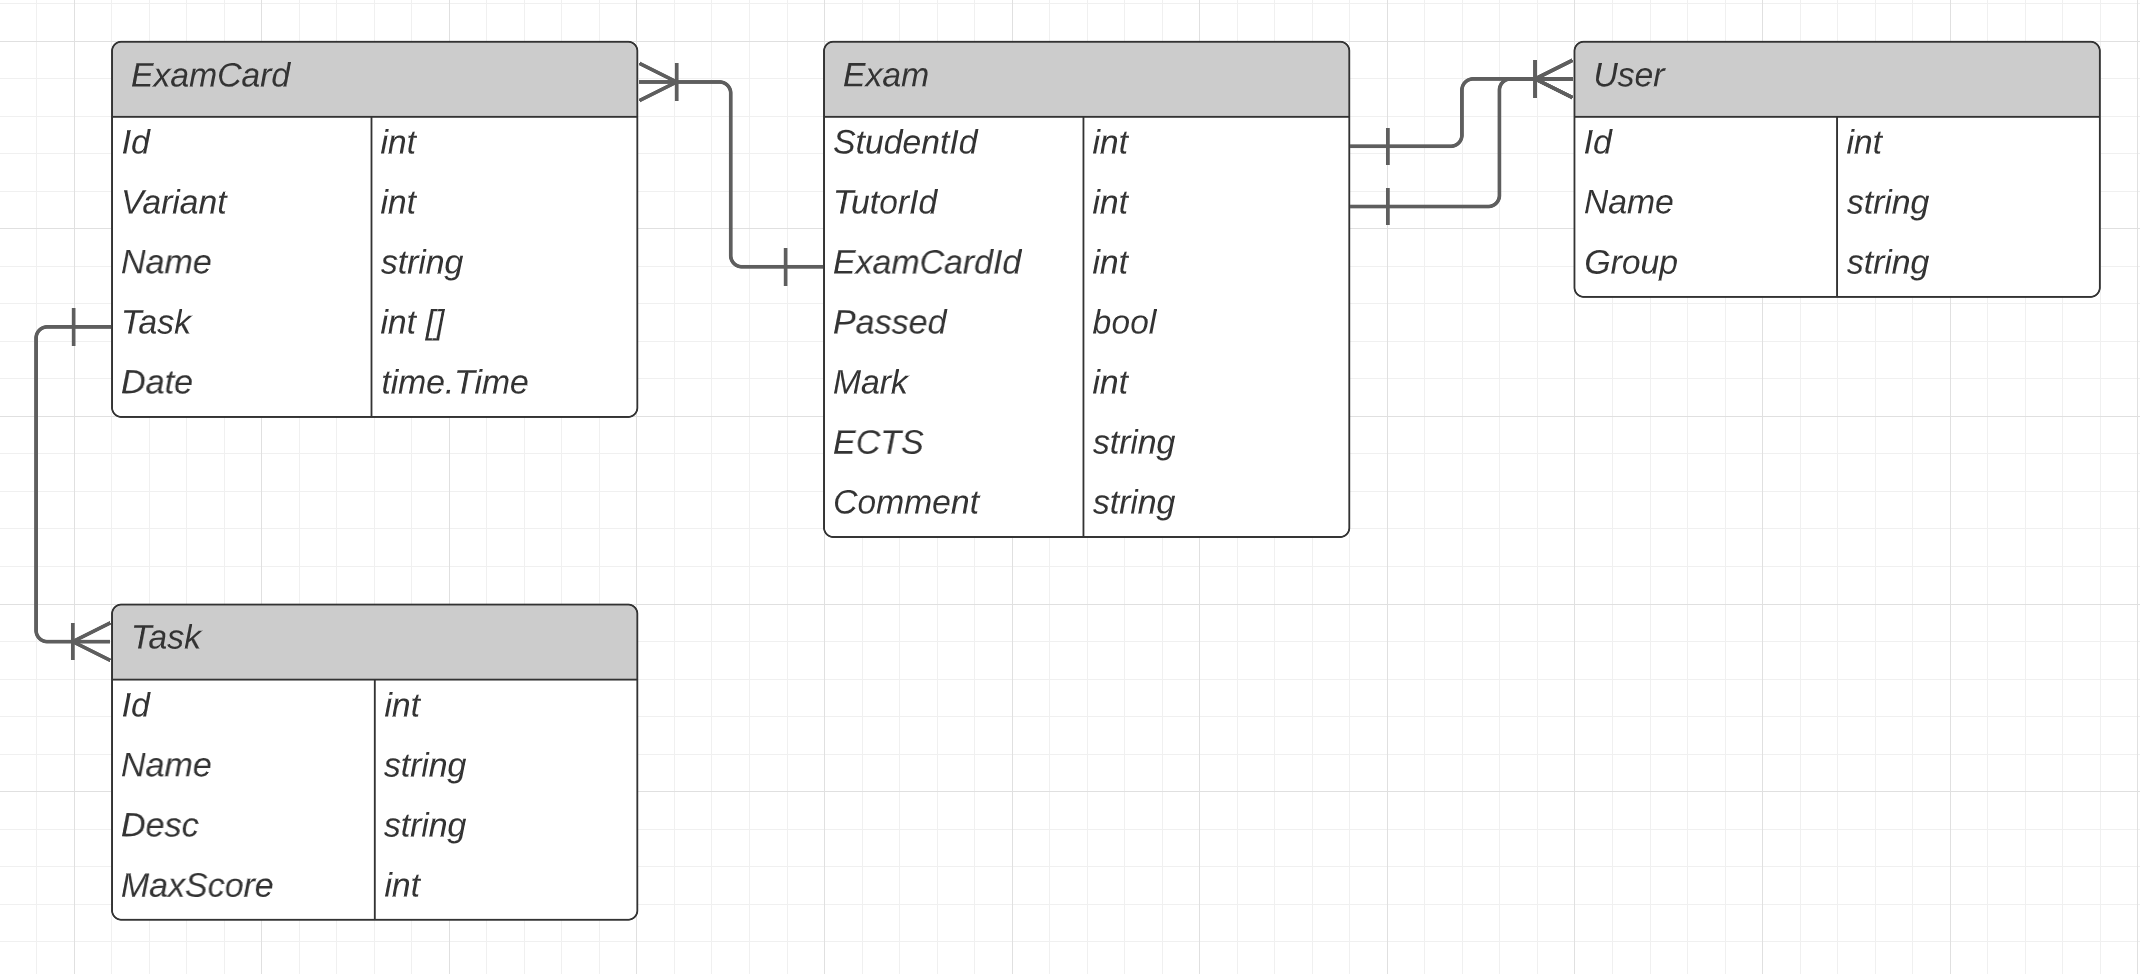 ExamCard
Id int
Variant int
Name string
Task int []
Date time.Time
Exam
StudentId int
TutorId int
ExamCardId int
Passed bool
Mark int
ECTS string
Comment string
User
Id int
Name string
Group string
Task
Id int
Name string
Desc string
MaxScore int